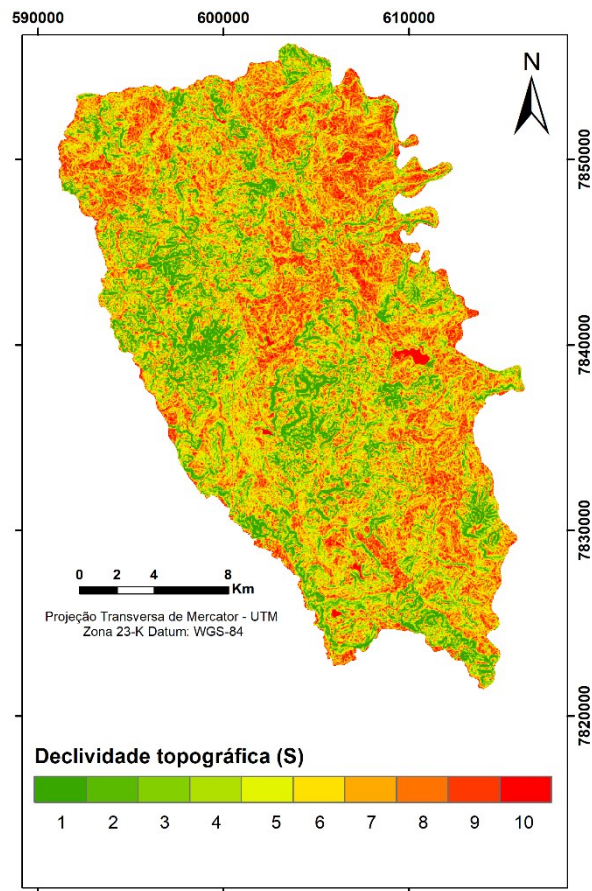 590000 600000 610000
N
7850000
7840000
7830000
7820000
0 2 4 8
Km
Projeção Transversa de Mercator - UTM
Zona 23-K Datum: WGS-84
Declividade topográfica (S)
1 2 3 4 5 6 7 8 9 10